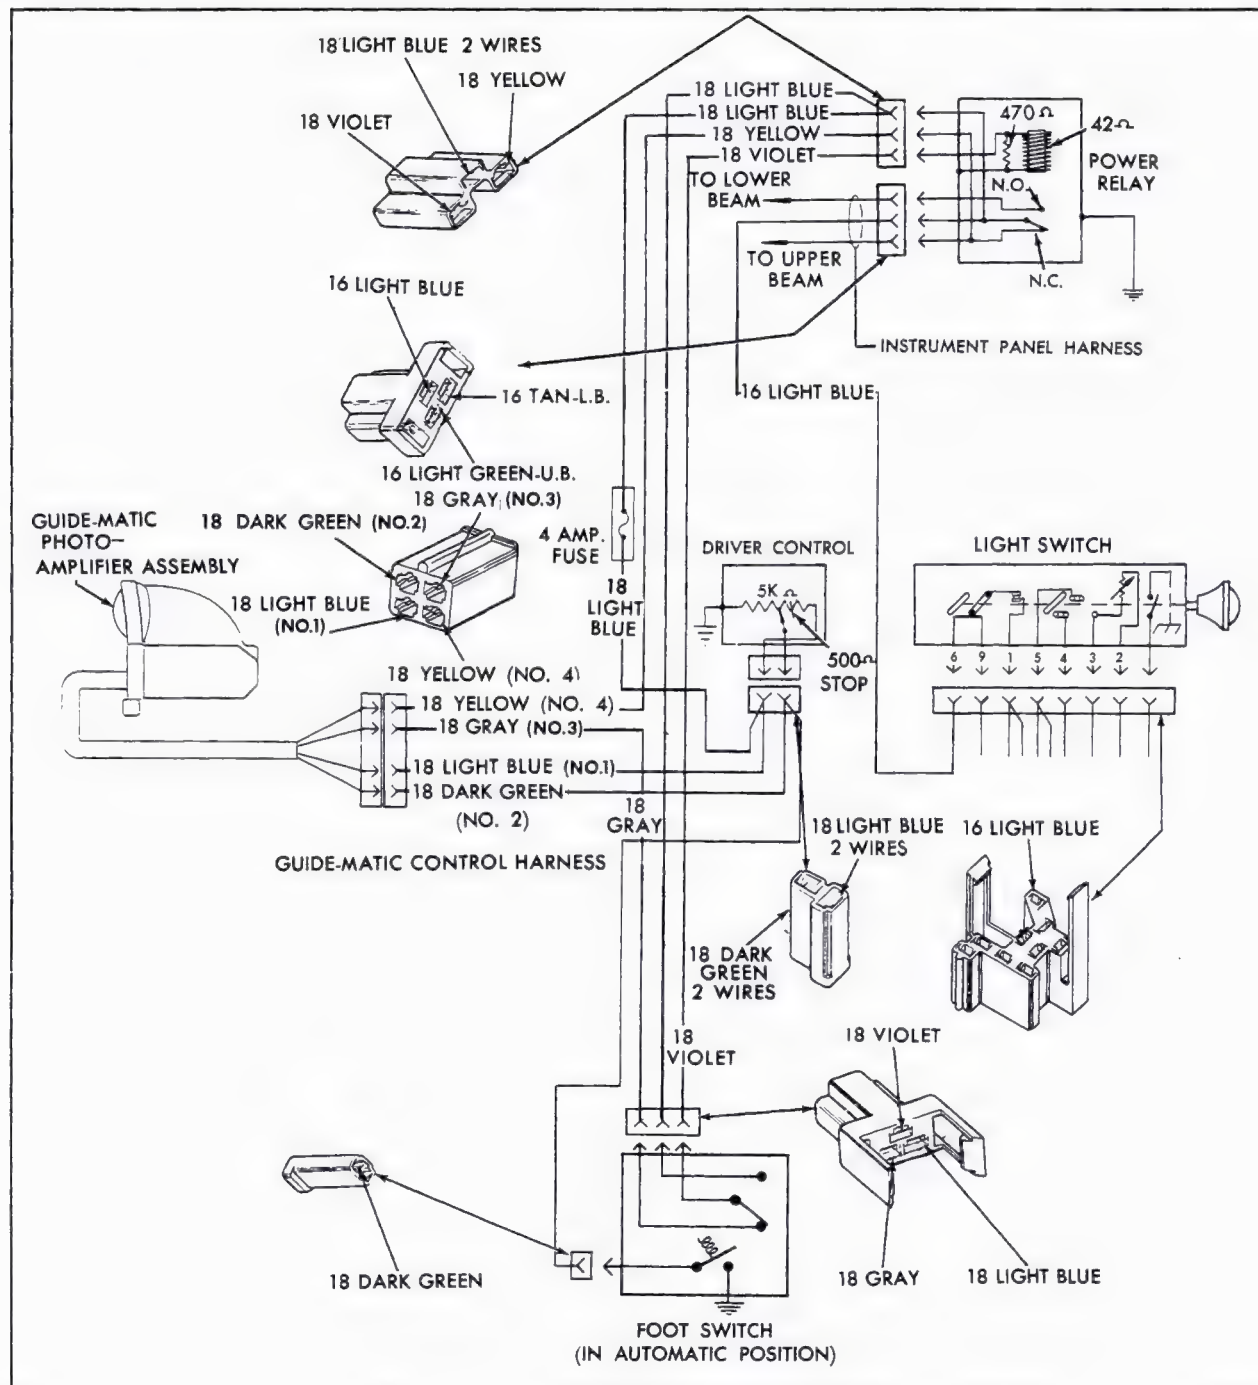 18 LIGHT BLUE 2 WIRES
18 YELLOW
18 VIOLET
18 LIGHT BLUE
18 LIGHT BLUE
18 YELLOW
18 VIOLET
TO LOWER
BEAM
470 Ω
42Ω
POWER
RELAY
N.O.
TO UPPER
BEAM
N.C.
16 LIGHT BLUE
INSTRUMENT PANEL HARNESS
16 TAN-L.B.
16 LIGHT BLUE
16 LIGHT GREEN-U.B.
18 GRAY (NO.3)
GUIDE-MATIC
PHOTO-
AMPLIFIER ASSEMBLY
18 DARK GREEN (NO.2)
4 AMP.
FUSE
DRIVER CONTROL
LIGHT SWITCH
18 LIGHT BLUE
(NO.1)
18
LIGHT
BLUE
5K Ω
500Ω
STOP
6 9 1 5 4 3 2
18 YELLOW (NO. 4)
18 YELLOW (NO. 4)
18 GRAY (NO.3)
18 LIGHT BLUE (NO.1)
18 DARK GREEN
(NO. 2)
18
GRAY
GUIDE-MATIC CONTROL HARNESS
18 LIGHT BLUE
2 WIRES
16 LIGHT BLUE
18 DARK
GREEN
2 WIRES
18
VIOLET
18 VIOLET
18 DARK GREEN
18 GRAY
18 LIGHT BLUE
FOOT SWITCH
(IN AUTOMATIC POSITION)